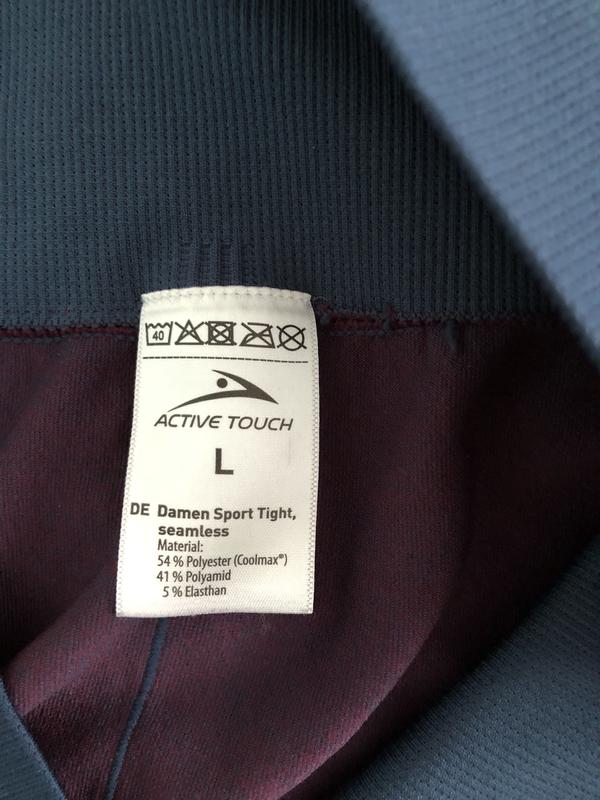 40
ACTIVE TOUCH
L
DE Damen Sport Tight,
seamless
Material:
54 % Polyester (Coolmax®)
41 % Polyamid
5 % Elasthan